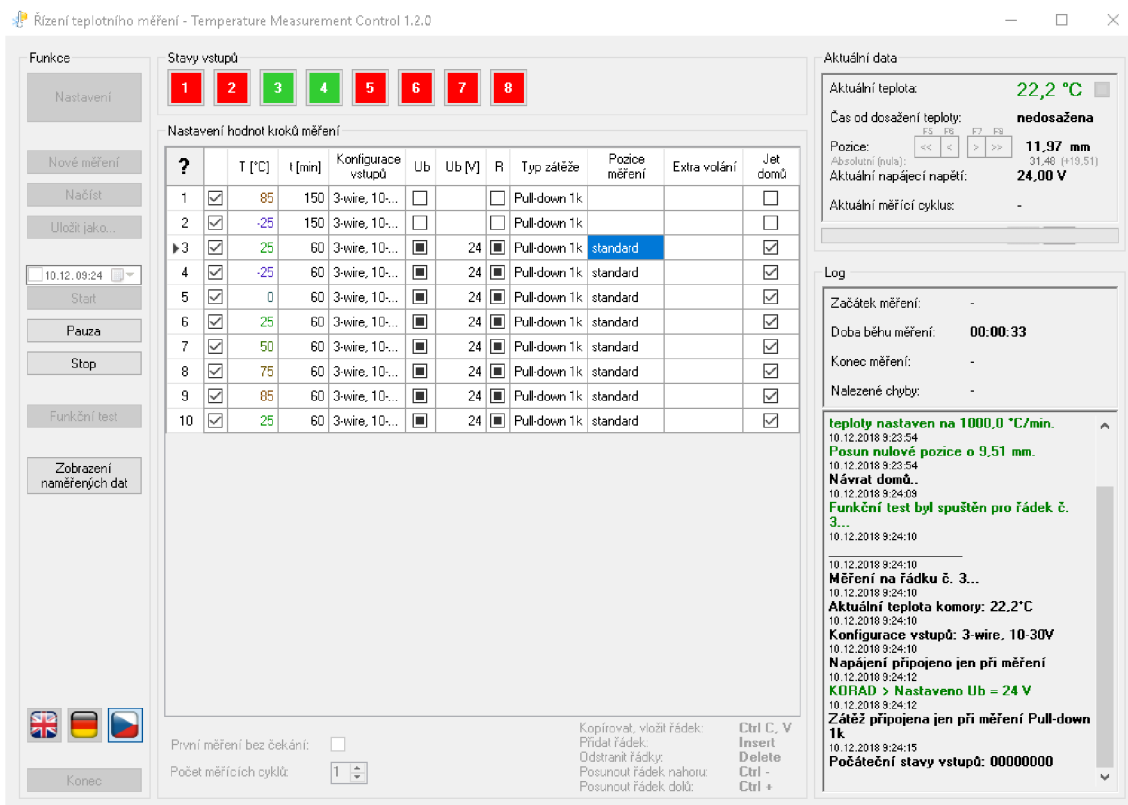 Řízení teplotního měření - Temperature Measurement Control 1.2.0
Funkce
Nastavení
Nové měření
Načíst
Uložit jako...
10.12. 09:24
Start
Pauza
Stop
Funkční test
Zobrazení
naměřených dat
Konec
Stavy vstupů
1 2 3 4 5 6 7 8
Nastavení hodnot kroků měření
? T [°C] t [min] Konfigurace vstupů Ub Ub [V] R Typ zátěže Pozice měření Extra volání Jet domů
1 85 150 3-wire, 10-... Pull-down 1k
2 -25 150 3-wire, 10-... Pull-down 1k
3 25 60 3-wire, 10-... 24 Pull-down 1k standard
4 -25 60 3-wire, 10-... 24 Pull-down 1k standard
5 0 60 3-wire, 10-... 24 Pull-down 1k standard
6 25 60 3-wire, 10-... 24 Pull-down 1k standard
7 50 60 3-wire, 10-... 24 Pull-down 1k standard
8 75 60 3-wire, 10-... 24 Pull-down 1k standard
9 85 60 3-wire, 10-... 24 Pull-down 1k standard
10 25 60 3-wire, 10-... 24 Pull-down 1k standard
První měření bez čekání:
Počet měřících cyklů: 1
Kopírovat, vložit řádek: Ctrl C, V
Přidat řádek: Insert
Odstranit řádky: Delete
Posunout řádek nahoru: Ctrl -
Posunout řádek dolů: Ctrl +
Aktuální data
Aktuální teplota: 22,2 °C
Čas od dosažení teploty: nedosažena
F5 F6 F7 F8
Pozice: << < > >> 11,97 mm
Absolutní (nula): 31,48 (+19,51)
Aktuální napájecí napětí: 24,00 V
Aktuální měřící cyklus: -
Log
Začátek měření: -
Doba běhu měření: 00:00:33
Konec měření: -
Nalezené chyby: -
teploty nastaven na 1000,0 °C/min.
10.12.2018 9:23:54
Posun nulové pozice o 9,51 mm.
10.12.2018 9:23:54
Návrat domů..
10.12.2018 9:24:09
Funkční test byl spuštěn pro řádek č.
3...
10.12.2018 9:24:10
____________________
10.12.2018 9:24:10
Měření na řádku č. 3...
10.12.2018 9:24:10
Aktuální teplota komory: 22,2°C
10.12.2018 9:24:10
Konfigurace vstupů: 3-wire, 10-30V
10.12.2018 9:24:10
Napájení připojeno jen při měření
10.12.2018 9:24:12
KORAD > Nastaveno Ub = 24 V
10.12.2018 9:24:12
Zátěž připojena jen při měření Pull-down
1k
10.12.2018 9:24:15
Počáteční stavy vstupů: 00000000